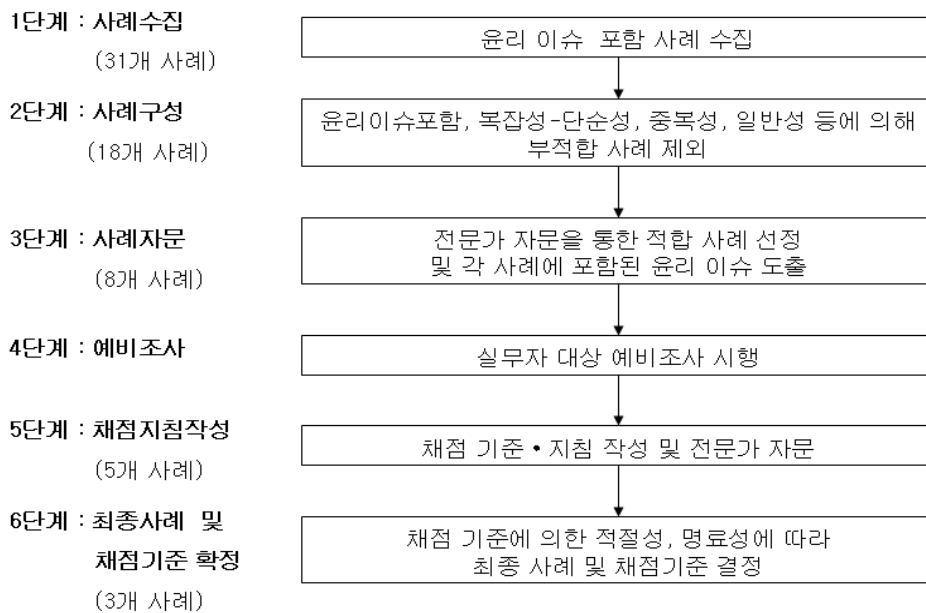 1단계 : 사례수집
(31개 사례)
윤리 이슈 포함 사례 수집
2단계 : 사례구성
(18개 사례)
윤리이슈포함, 복잡성-단순성, 중복성, 일반성 등에 의해
부적합 사례 제외
3단계 : 사례자문
(8개 사례)
전문가 자문을 통한 적합 사례 선정
및 각 사례에 포함된 윤리 이슈 도출
4단계 : 예비조사
실무자 대상 예비조사 시행
5단계 : 채점지침작성
(5개 사례)
채점 기준・지침 작성 및 전문가 자문
6단계 : 최종사례 및
채점기준 확정
(3개 사례)
채점 기준에 의한 적절성, 명료성에 따라
최종 사례 및 채점기준 결정